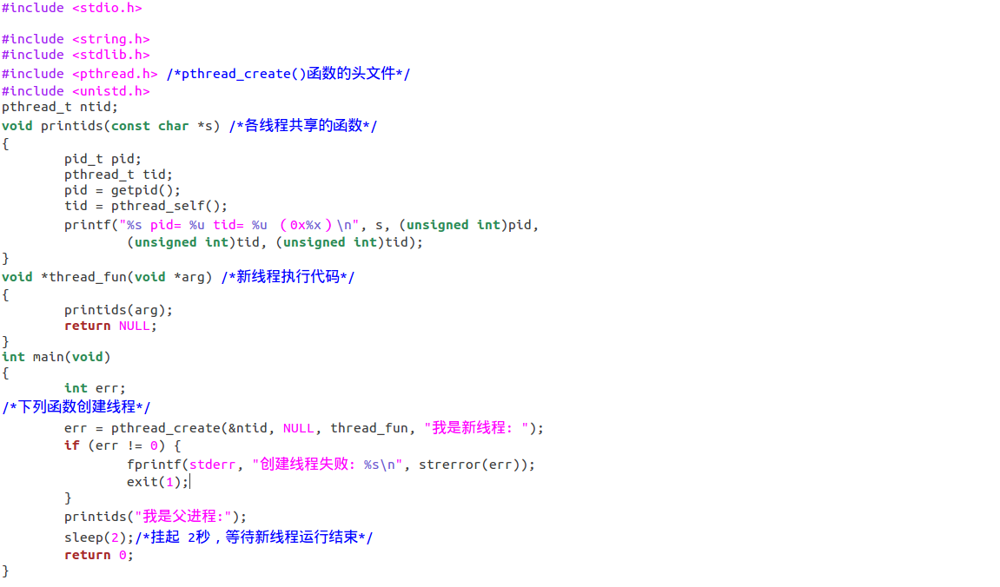 #include <stdio.h>
#include <string.h>
#include <stdlib.h>
#include <pthread.h> /*pthread_create()函数的头文件*/
#include <unistd.h>
pthread_t ntid;
void printids(const char *s) /*各线程共享的函数*/
{
pid_t pid;
pthread_t tid;
pid = getpid();
tid = pthread_self();
printf("%s pid= %u tid= %u （0x%x）\n", s, (unsigned int)pid,
(unsigned int)tid, (unsigned int)tid);
}
void *thread_fun(void *arg) /*新线程执行代码*/
{
printids(arg);
return NULL;
}
int main(void)
{
int err;
/*下列函数创建线程*/
err = pthread_create(&ntid, NULL, thread_fun, "我是新线程: ");
if (err != 0) {
fprintf(stderr, "创建线程失败: %s\n", strerror(err));
exit(1);
}
printids("我是父进程:");
sleep(2);/*挂起 2秒，等待新线程运行结束*/
return 0;
}